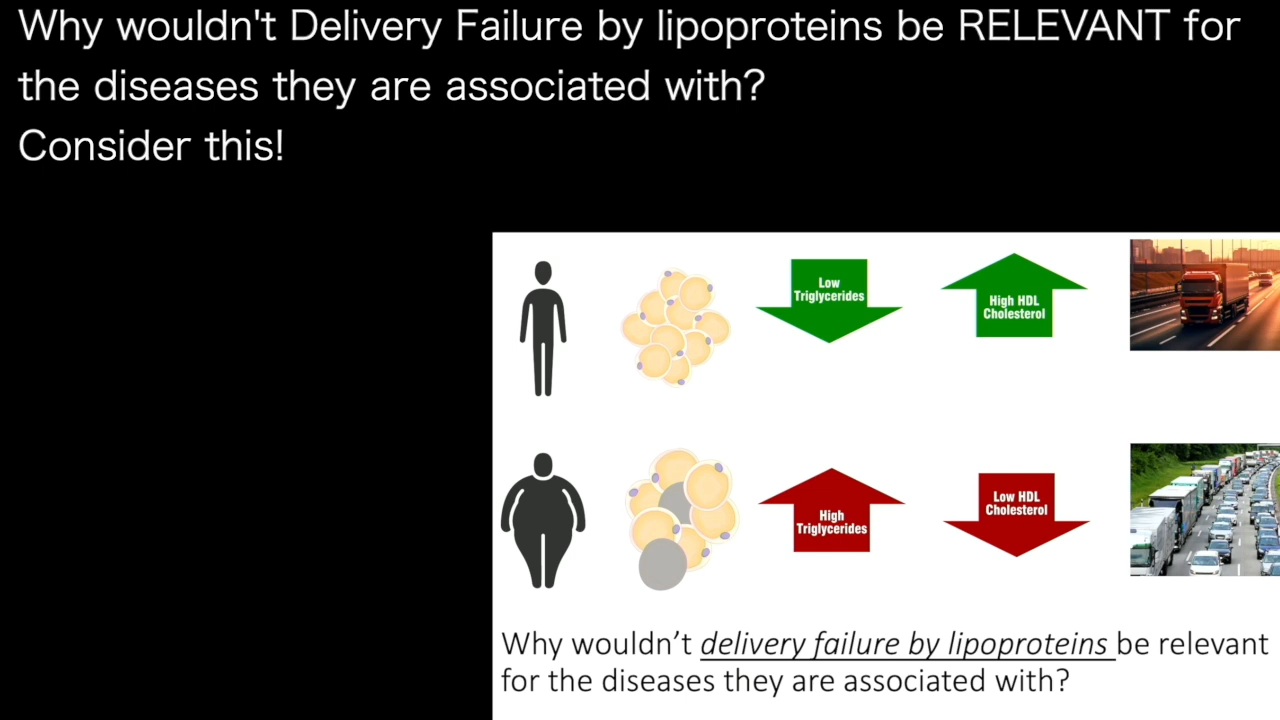 Why wouldn't Delivery Failure by lipoproteins be RELEVANT for
the diseases they are associated with?
Consider this!
Low
Triglycerides
High HDL
Cholesterol
High
Triglycerides
Low HDL
Cholesterol
Why wouldn’t delivery failure by lipoproteins be relevant
for the diseases they are associated with?